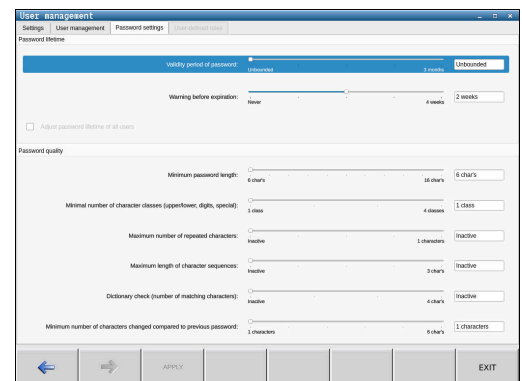 User management
Settings User management Password settings User-defined roles
Password lifetime
Validity period of password: Unbounded
Unbounded 3 months
Warning before expiration: 2 weeks
Never 4 weeks
Adjust password lifetime of all users
Password quality
Minimum password length: 6 char's
6 char's 16 char's
Minimal number of character classes (upper/lower, digits, special): 1 class
1 class 4 classes
Maximum number of repeated characters: Inactive
Inactive 1 characters
Maximum length of character sequences: Inactive
Inactive 3 char's
Dictionary check (number of matching characters): Inactive
Inactive 4 char's
Minimum number of characters changed compared to previous password: 1 characters
1 characters 6 char's
APPLY EXIT